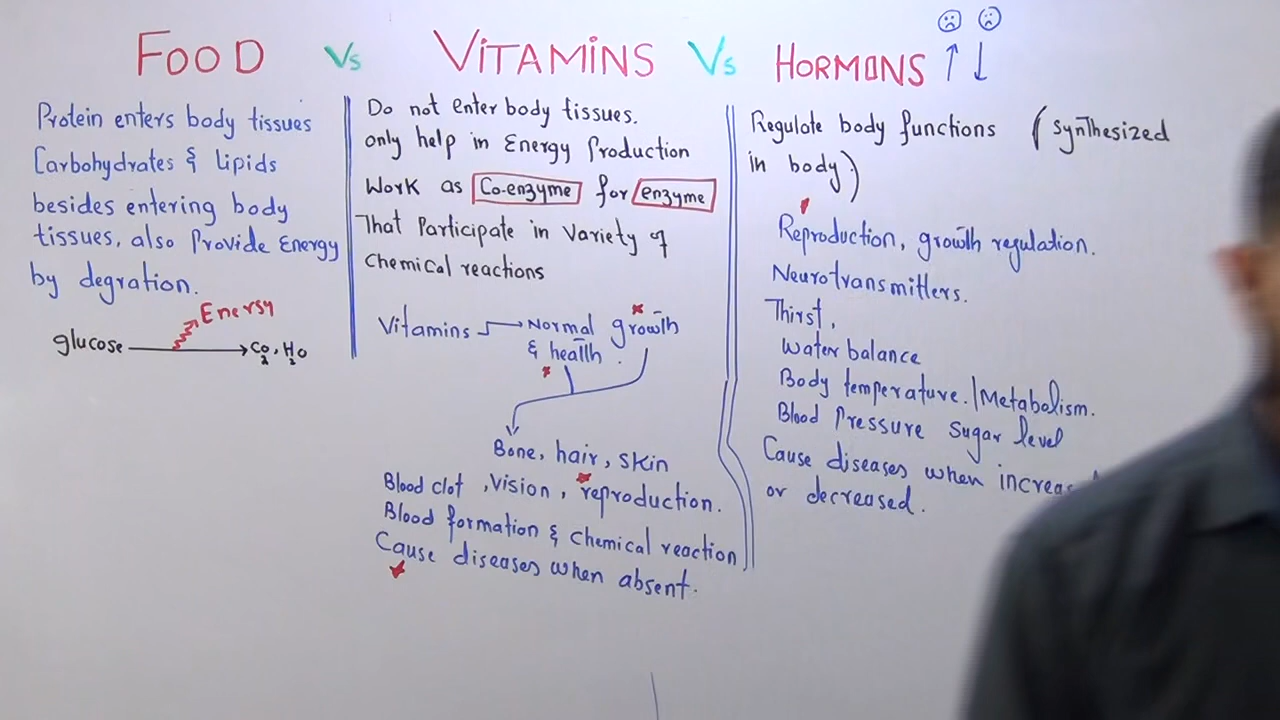 FOOD Vs VITAMINS Vs HORMONS ↑ ↓
Protein enters body tissues
Carbohydrates & Lipids
besides entering body
tissues, also Provide Energy
by degration.
Energy
glucose → CO2, H2O
Do not enter body tissues.
only help in Energy Production
Work as Co-enzyme for enzyme
That Participate in Variety of
Chemical reactions
Vitamins → Normal growth
& health.
Bone, hair, skin
Blood clot, vision, reproduction.
Blood formation & chemical reaction
Cause diseases when absent.
Regulate body functions (Synthesized
in body)
Reproduction, growth regulation.
Neurotransmitters.
Thirst,
Water balance
Body temperature./Metabolism.
Blood Pressure Sugar level
Cause diseases when
or decreased.